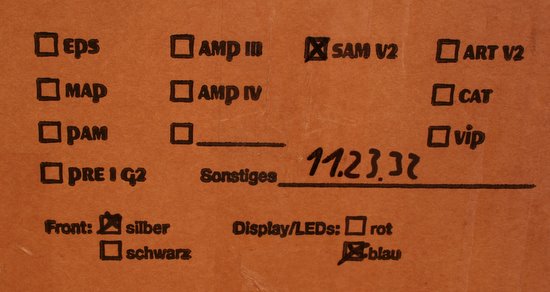 EPS AMP III SAM V2 ART V2
MAP AMP IV CAT
PAM VIP
PRE I G2 Sonstiges 11.23.32
Front: silber Display/LEDs: rot
schwarz blau